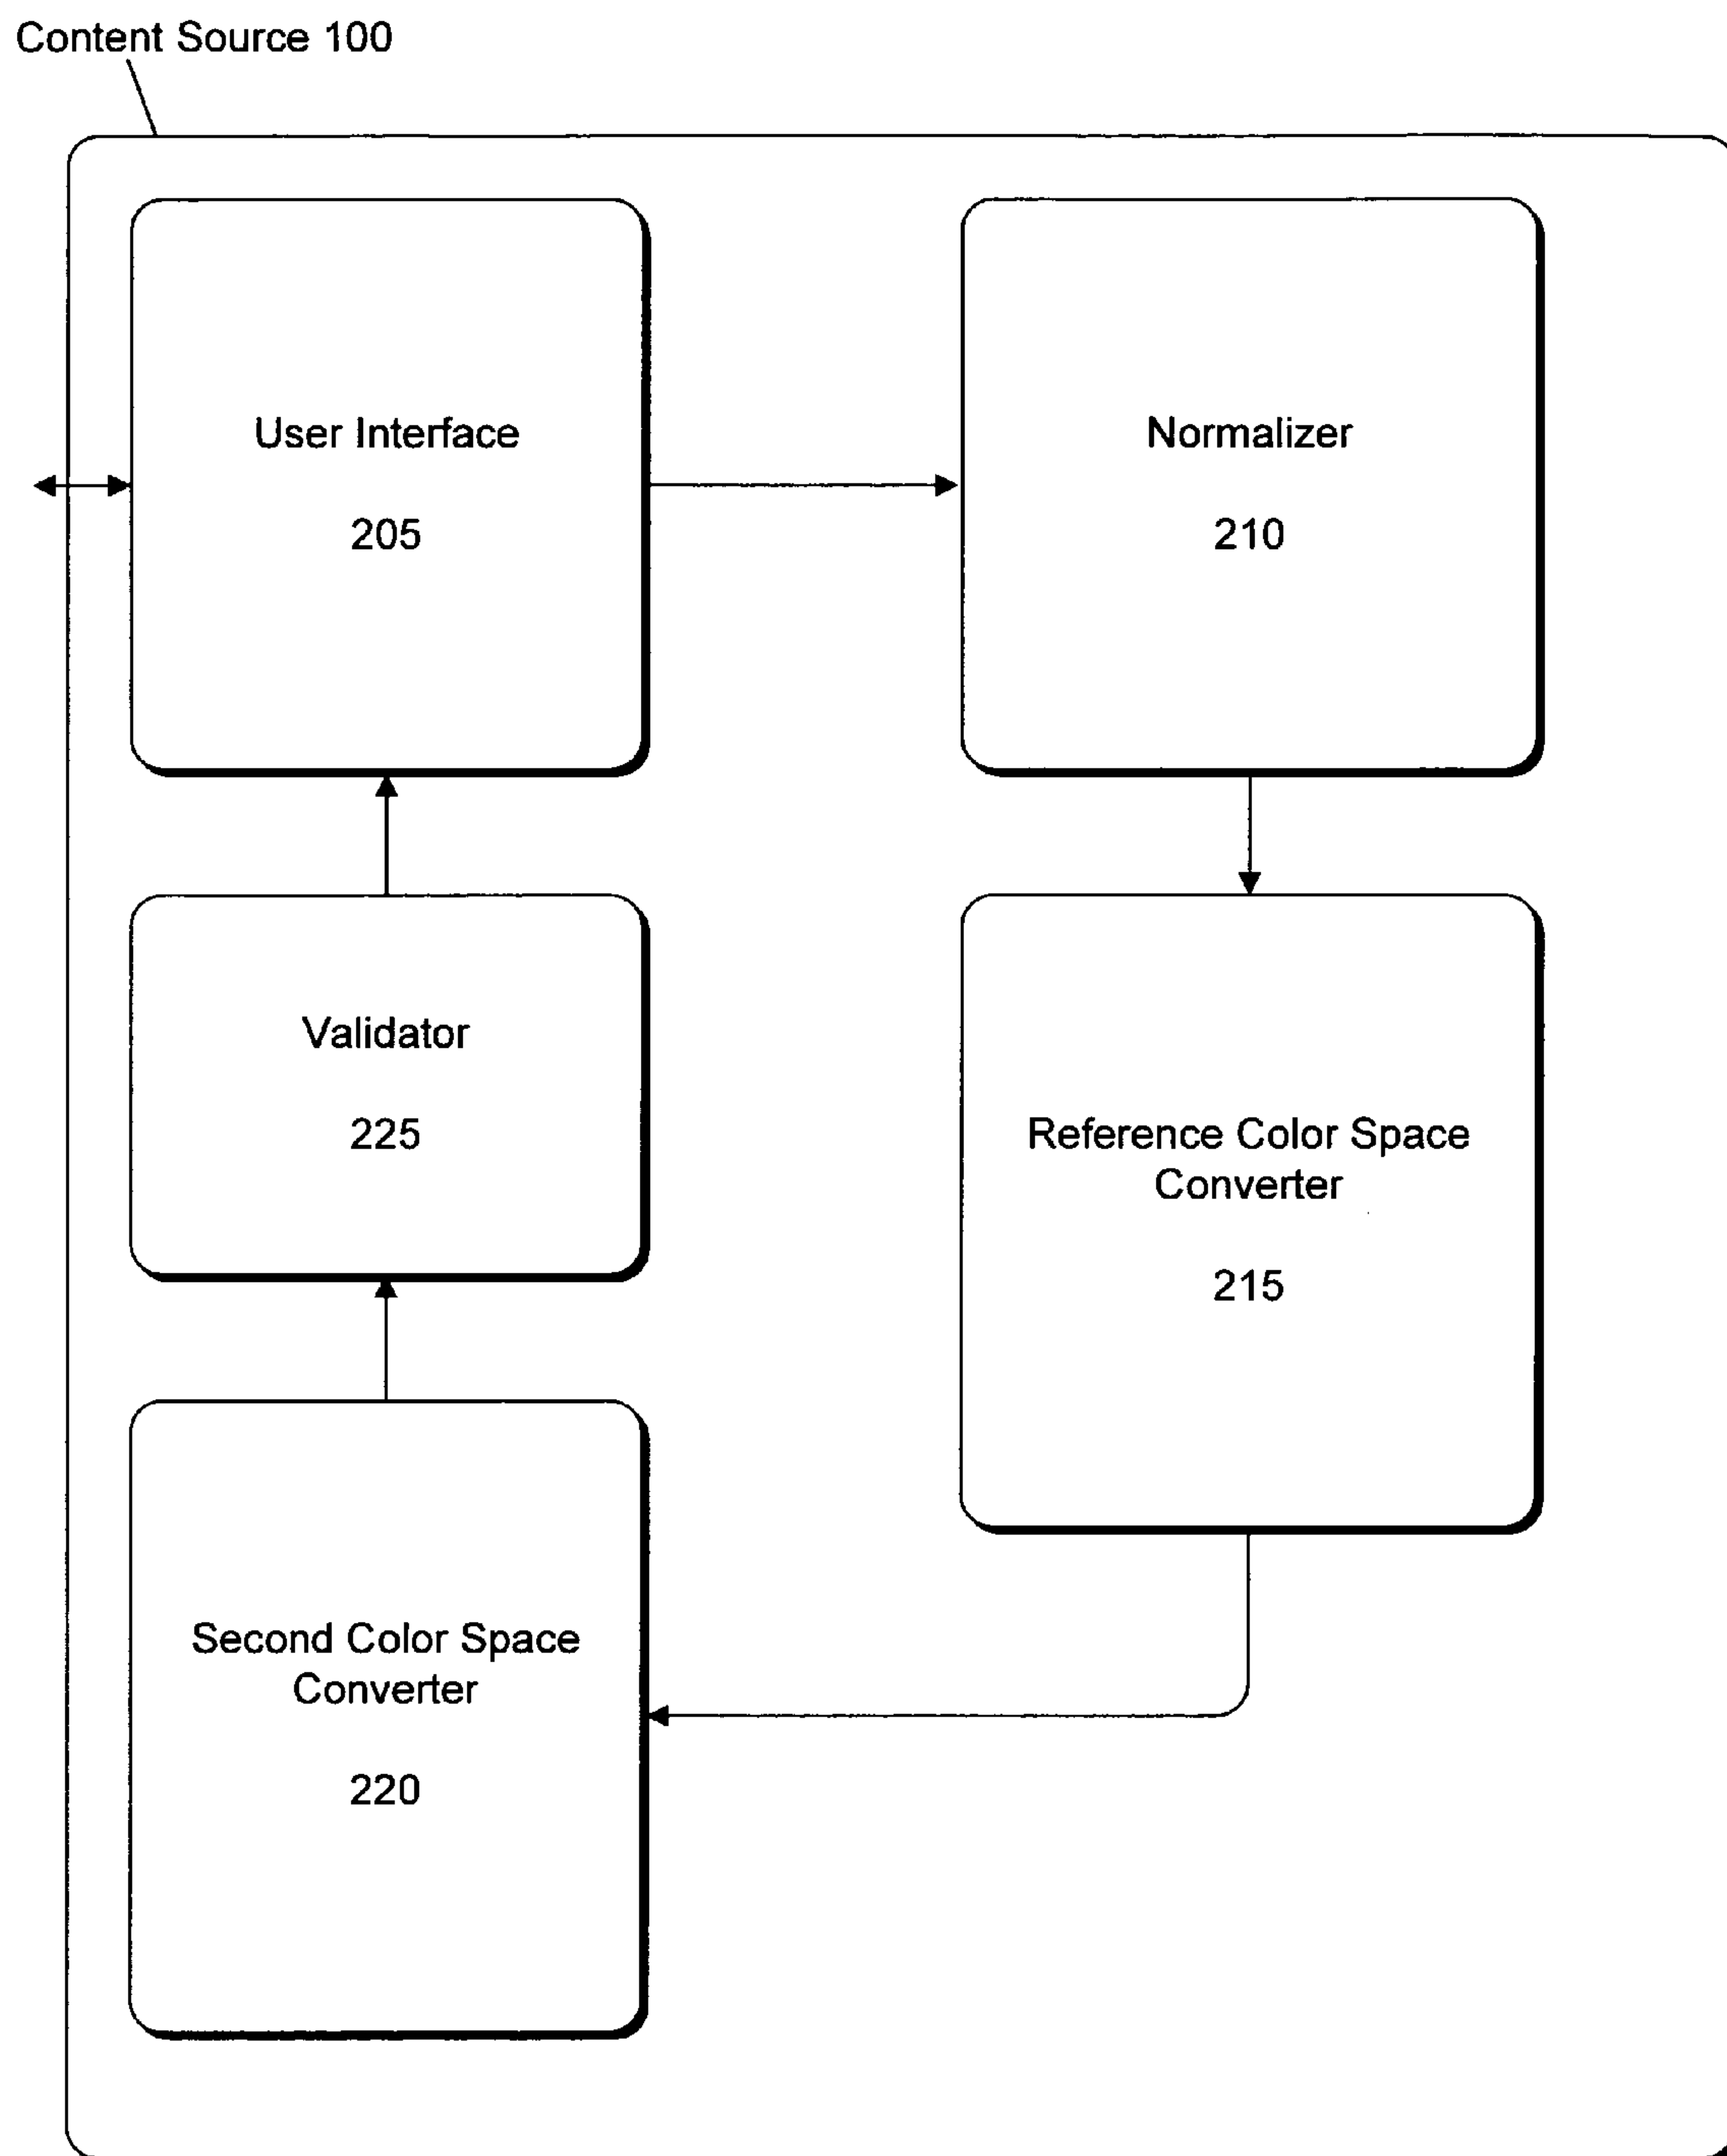 Content Source 100
User Interface
205
Normalizer
210
Validator
225
Reference Color Space
Converter
215
Second Color Space
Converter
220